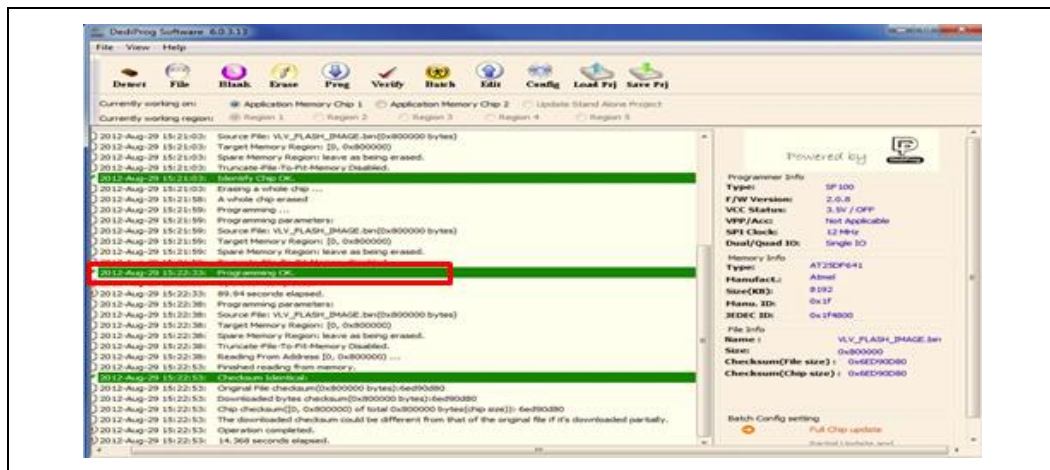 DediProg Software 6.0.3.13
File View Help
Detect File Blank Erase Prog Verify Batch Edit Config Load Prj Save Prj
Currently working on: Application Memory Chip 1 Application Memory Chip 2 Update Stand Alone Project
Currently working region: Region 1 Region 2 Region 3 Region 4 Region 5
2012-Aug-29 15:21:03: Source File: VLV_FLASH_IMAGE.bin(0x800000 bytes)
2012-Aug-29 15:21:03: Target Memory Region: [0, 0x800000)
2012-Aug-29 15:21:03: Spare Memory Region: leave as being erased.
2012-Aug-29 15:21:03: Truncate-File-To-Fit-Memory Disabled.
2012-Aug-29 15:21:03: Identify Chip OK.
2012-Aug-29 15:21:03: Erasing a whole chip ...
2012-Aug-29 15:21:58: A whole chip erased
2012-Aug-29 15:21:59: Programming ...
2012-Aug-29 15:21:59: Programming parameters:
2012-Aug-29 15:21:59: Source File: VLV_FLASH_IMAGE.bin(0x800000 bytes)
2012-Aug-29 15:21:59: Target Memory Region: [0, 0x800000)
2012-Aug-29 15:21:59: Spare Memory Region: leave as being erased.
2012-Aug-29 15:22:33: Programming OK.
2012-Aug-29 15:22:33: 89.94 seconds elapsed.
2012-Aug-29 15:22:38: Programming parameters:
2012-Aug-29 15:22:38: Source File: VLV_FLASH_IMAGE.bin(0x800000 bytes)
2012-Aug-29 15:22:38: Target Memory Region: [0, 0x800000)
2012-Aug-29 15:22:38: Spare Memory Region: leave as being erased.
2012-Aug-29 15:22:38: Truncate-File-To-Fit-Memory Disabled.
2012-Aug-29 15:22:38: Reading From Address [0, 0x800000) ...
2012-Aug-29 15:22:53: Finished reading from memory.
2012-Aug-29 15:22:53: Checksum Identical:
2012-Aug-29 15:22:53: Original File checksum(0x800000 bytes):6ed90d80
2012-Aug-29 15:22:53: Downloaded bytes checksum(0x800000 bytes):6ed90d80
2012-Aug-29 15:22:53: Chip checksum([0, 0x800000) of total 0x800000 bytes(chip size)): 6ed90d80
2012-Aug-29 15:22:53: The downloaded checksum could be different from that of the original file if it's downloaded partially.
2012-Aug-29 15:22:53: Operation completed.
2012-Aug-29 15:22:53: 14.368 seconds elapsed.
Powered by
Programmer Info
Type: SF100
F/W Version: 2.0.8
VCC Status: 3.5V / OFF
VPP/Acc: Not Applicable
SPI Clock: 12 MHz
Dual/Quad IO: Single IO
Memory Info
Type: AT25DF641
Manufact.: Atmel
Size(KB): 8192
Manu. ID: 0x1f
JEDEC ID: 0x1f4800
File Info
Name : VLV_FLASH_IMAGE.bin
Size: 0x800000
Checksum(File size) : 0x6ED90D80
Checksum(Chip size) : 0x6ED90D80
Batch Config setting
Full Chip update